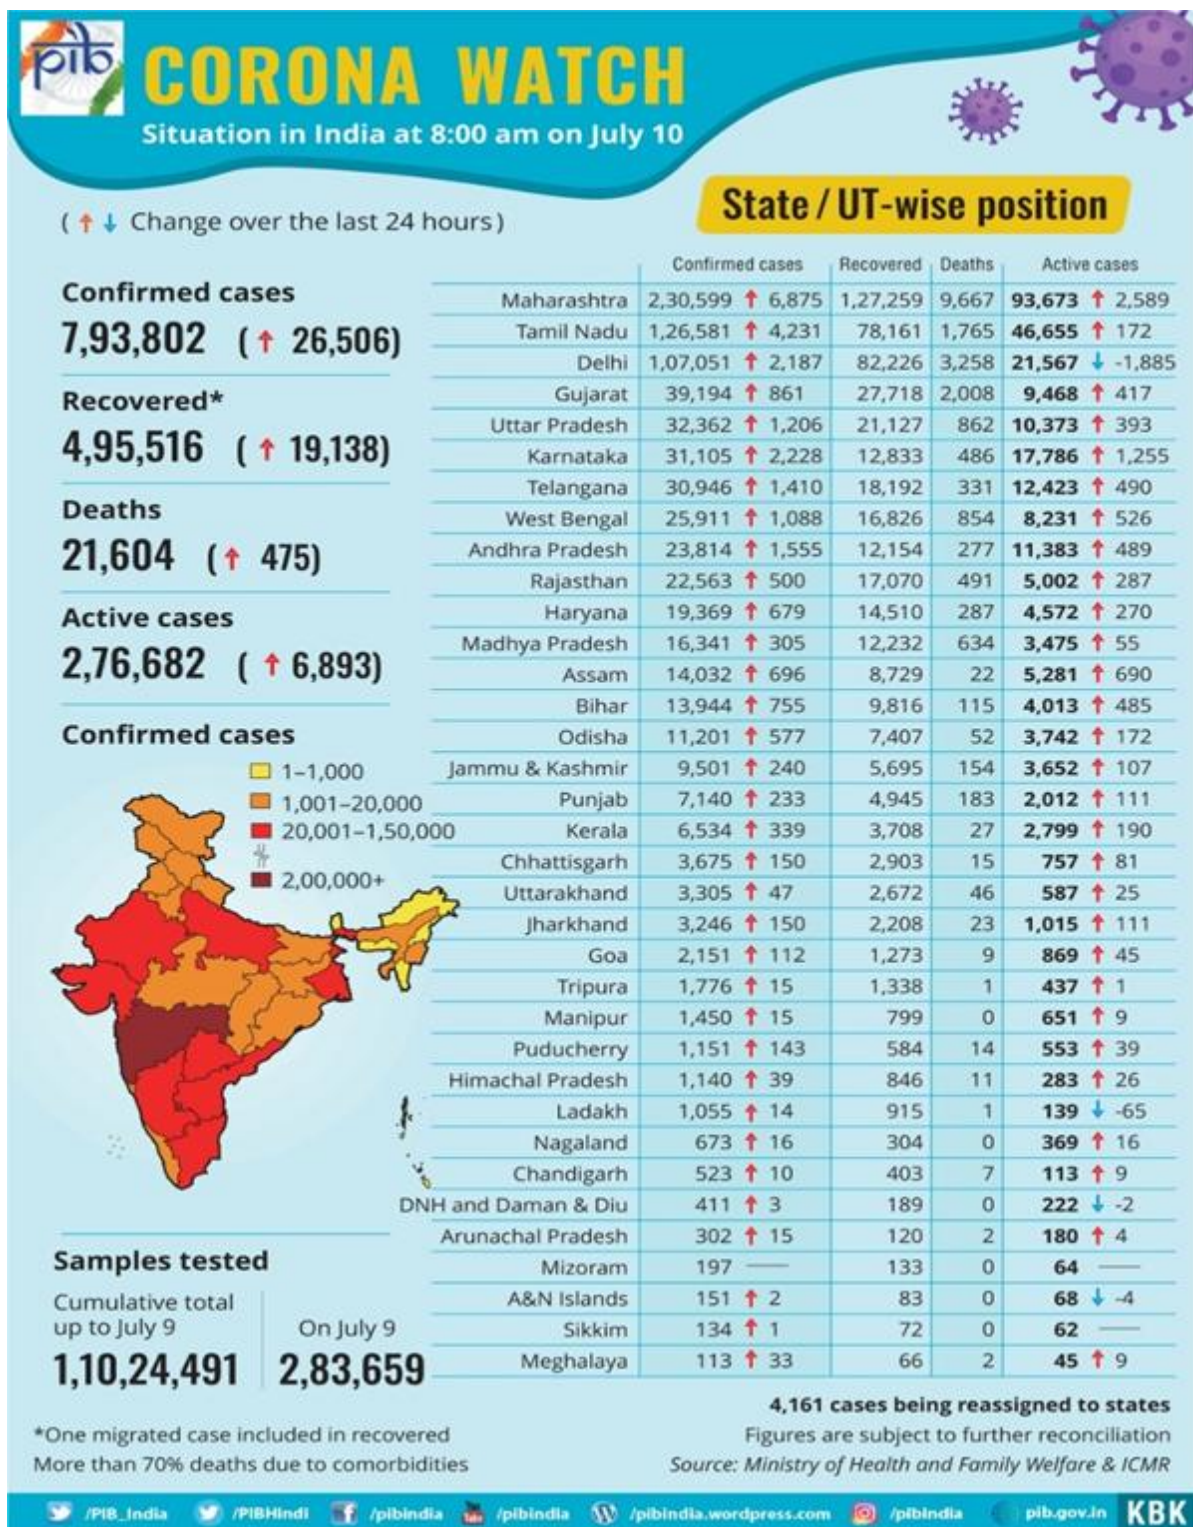 pib
CORONA WATCH
Situation in India at 8:00 am on July 10
(↑↓ Change over the last 24 hours)
Confirmed cases
7,93,802 (↑ 26,506)
Recovered*
4,95,516 (↑ 19,138)
Deaths
21,604 (↑ 475)
Active cases
2,76,682 (↑ 6,893)
Confirmed cases
1–1,000
1,001–20,000
20,001–1,50,000
2,00,000+
Samples tested
Cumulative total
up to July 9
1,10,24,491
On July 9
2,83,659
State / UT-wise position
Confirmed cases Recovered Deaths Active cases
Maharashtra 2,30,599 ↑ 6,875 1,27,259 9,667 93,673 ↑ 2,589
Tamil Nadu 1,26,581 ↑ 4,231 78,161 1,765 46,655 ↑ 172
Delhi 1,07,051 ↑ 2,187 82,226 3,258 21,567 ↓ -1,885
Gujarat 39,194 ↑ 861 27,718 2,008 9,468 ↑ 417
Uttar Pradesh 32,362 ↑ 1,206 21,127 862 10,373 ↑ 393
Karnataka 31,105 ↑ 2,228 12,833 486 17,786 ↑ 1,255
Telangana 30,946 ↑ 1,410 18,192 331 12,423 ↑ 490
West Bengal 25,911 ↑ 1,088 16,826 854 8,231 ↑ 526
Andhra Pradesh 23,814 ↑ 1,555 12,154 277 11,383 ↑ 489
Rajasthan 22,563 ↑ 500 17,070 491 5,002 ↑ 287
Haryana 19,369 ↑ 679 14,510 287 4,572 ↑ 270
Madhya Pradesh 16,341 ↑ 305 12,232 634 3,475 ↑ 55
Assam 14,032 ↑ 696 8,729 22 5,281 ↑ 690
Bihar 13,944 ↑ 755 9,816 115 4,013 ↑ 485
Odisha 11,201 ↑ 577 7,407 52 3,742 ↑ 172
Jammu & Kashmir 9,501 ↑ 240 5,695 154 3,652 ↑ 107
Punjab 7,140 ↑ 233 4,945 183 2,012 ↑ 111
Kerala 6,534 ↑ 339 3,708 27 2,799 ↑ 190
Chhattisgarh 3,675 ↑ 150 2,903 15 757 ↑ 81
Uttarakhand 3,305 ↑ 47 2,672 46 587 ↑ 25
Jharkhand 3,246 ↑ 150 2,208 23 1,015 ↑ 111
Goa 2,151 ↑ 112 1,273 9 869 ↑ 45
Tripura 1,776 ↑ 15 1,338 1 437 ↑ 1
Manipur 1,450 ↑ 15 799 0 651 ↑ 9
Puducherry 1,151 ↑ 143 584 14 553 ↑ 39
Himachal Pradesh 1,140 ↑ 39 846 11 283 ↑ 26
Ladakh 1,055 ↑ 14 915 1 139 ↓ -65
Nagaland 673 ↑ 16 304 0 369 ↑ 16
Chandigarh 523 ↑ 10 403 7 113 ↑ 9
DNH and Daman & Diu 411 ↑ 3 189 0 222 ↓ -2
Arunachal Pradesh 302 ↑ 15 120 2 180 ↑ 4
Mizoram 197 — 133 0 64 —
A&N Islands 151 ↑ 2 83 0 68 ↓ -4
Sikkim 134 ↑ 1 72 0 62 —
Meghalaya 113 ↑ 33 66 2 45 ↑ 9
4,161 cases being reassigned to states
*One migrated case included in recovered
Figures are subject to further reconciliation
More than 70% deaths due to comorbidities
Source: Ministry of Health and Family Welfare & ICMR
/PIB_India /PIBHindi /pibindia /pibindia /pibindia.wordpress.com /pibindia pib.gov.in KBK